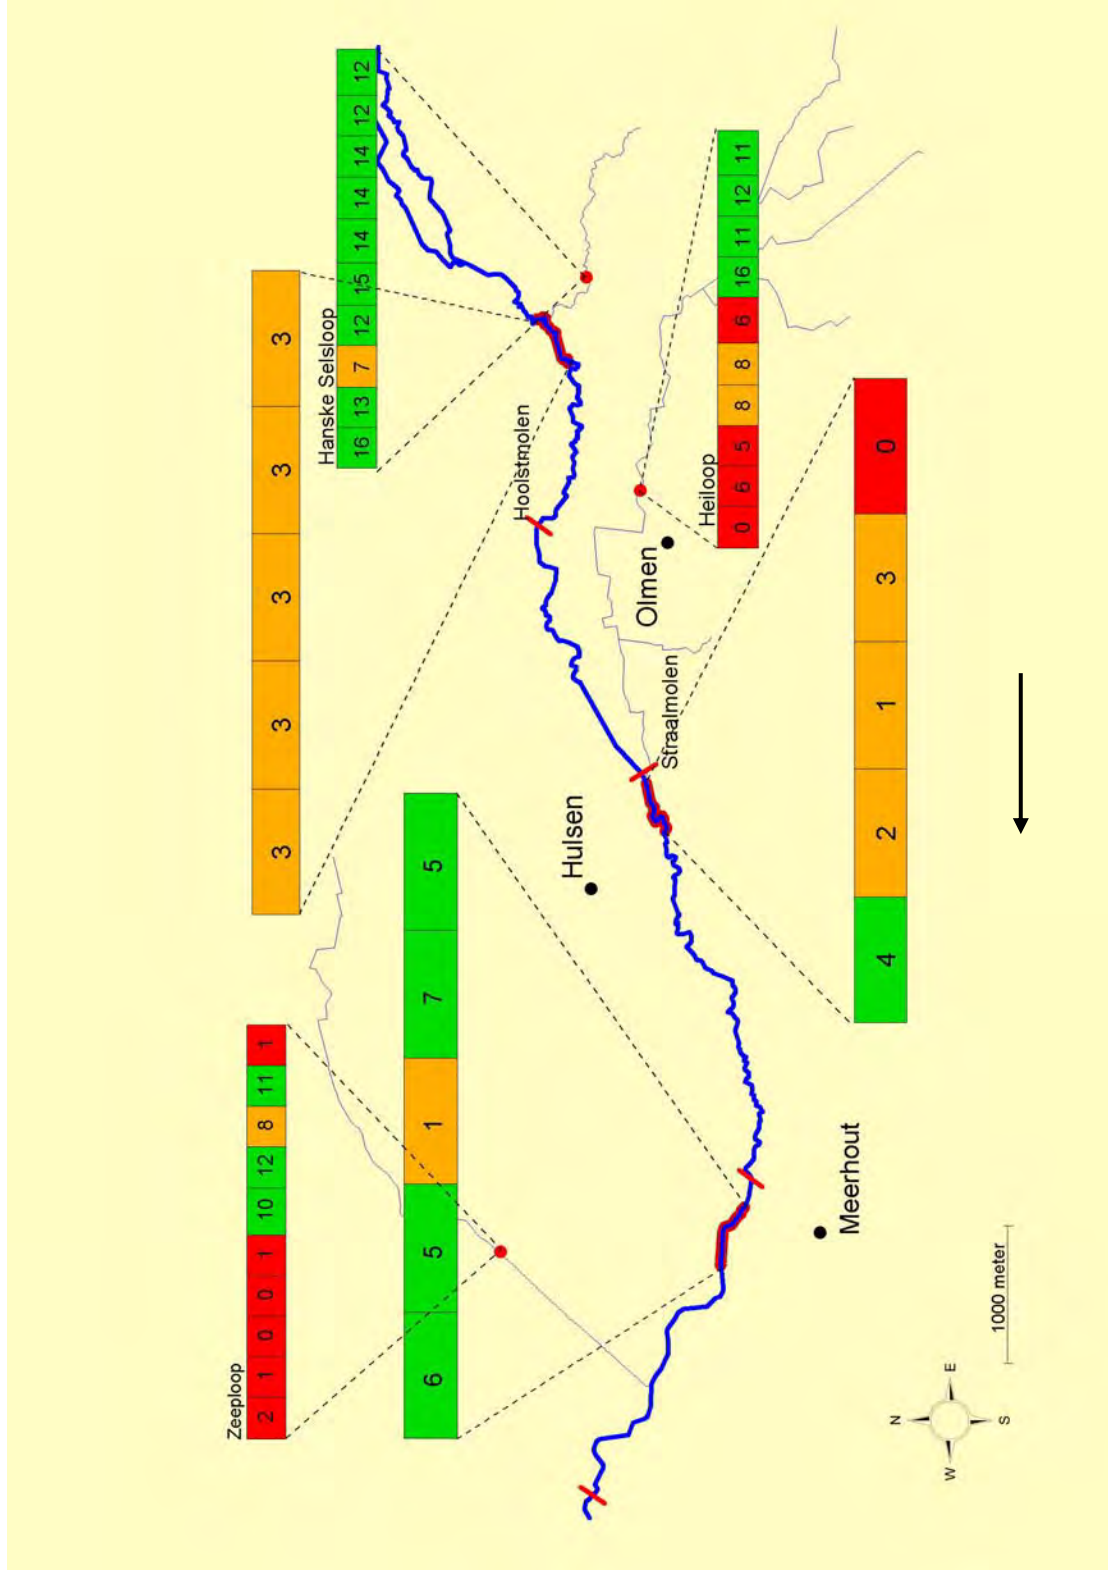 Zeeploop
2 1 0 0 1 10 12 8 11 1
3 3 3 3 3
Hanske Selsloop
16 13 7 12 15 14 14 14 12 12
6 5 1 7 5
Hoolstmolen
Hulsen
Olmen
Straalmolen
Heiloop
0 6 5 8 8 6 16 11 12 11
Meerhout
4 2 1 3 0
N
W E
S
1000 meter